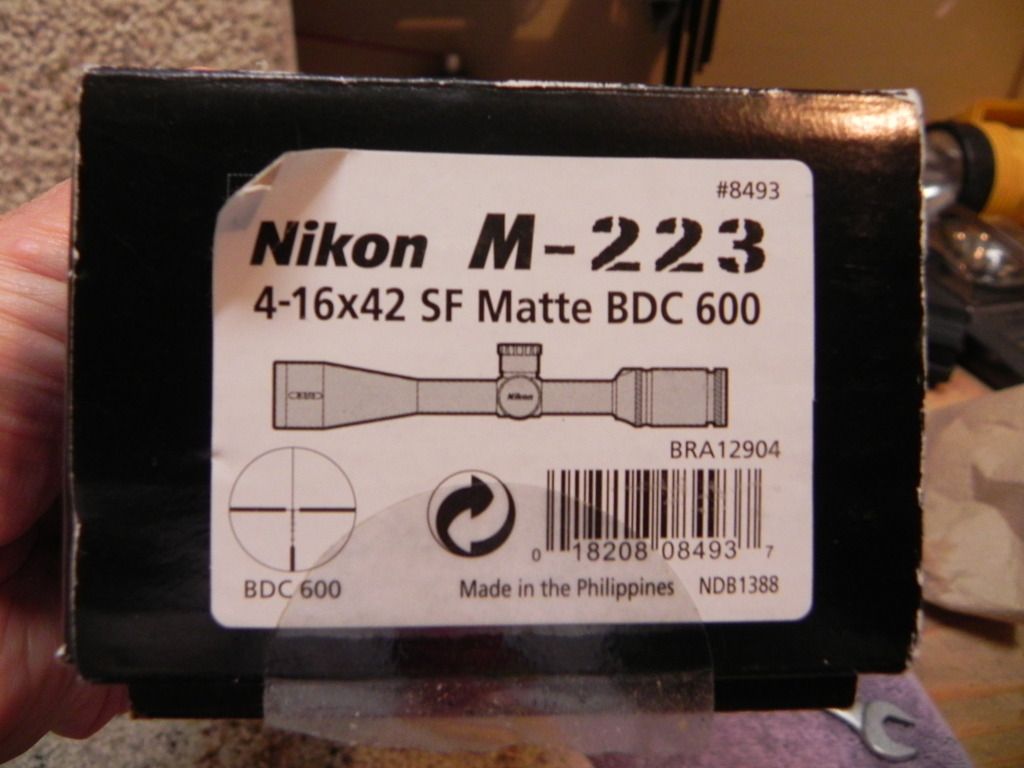 #8493
Nikon M-223
4-16x42 SF Matte BDC 600
Nikon
BRA12904
BDC 600
0 18208 08493 7
Made in the Philippines NDB1388